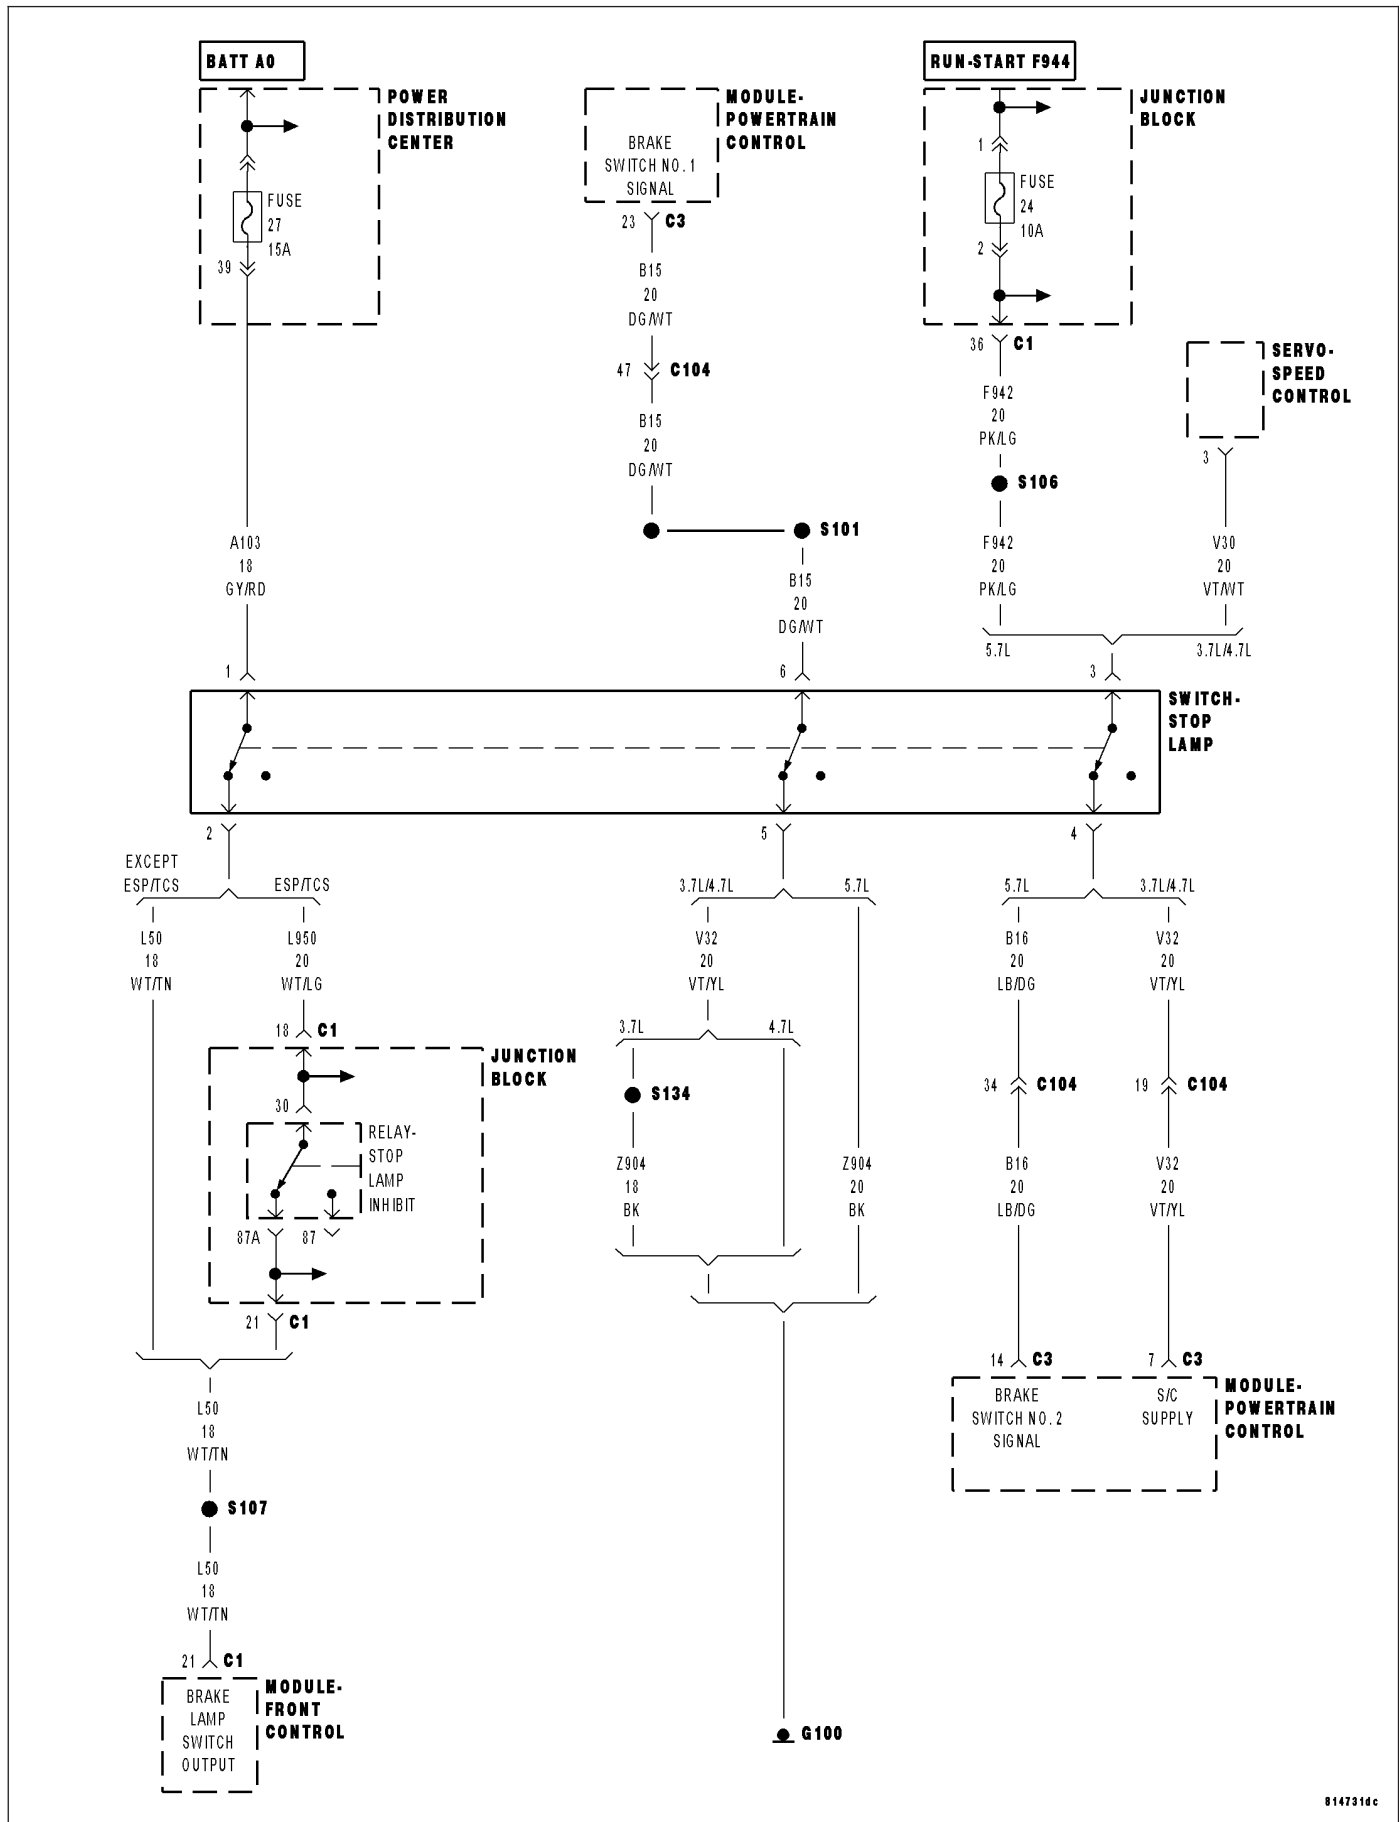 BATT A0
RUN-START F944
POWER
DISTRIBUTION
CENTER
FUSE
27
15A
39
MODULE-
POWERTRAIN
CONTROL
BRAKE
SWITCH NO. 1
SIGNAL
23
C3
B15
20
DG/WT
47
C104
B15
20
DG/WT
S101
B15
20
DG/WT
JUNCTION
BLOCK
1
FUSE
24
10A
2
36
C1
F942
20
PK/LG
S106
F942
20
PK/LG
SERVO-
SPEED
CONTROL
3
V30
20
VT/WT
5.7L
3.7L/4.7L
A103
18
GY/RD
1
6
3
SWITCH-
STOP
LAMP
2
5
4
EXCEPT
ESP/TCS
ESP/TCS
L50
18
WT/TN
L950
20
WT/LG
18
C1
JUNCTION
BLOCK
30
RELAY-
STOP
LAMP
INHIBIT
87A
87
21
C1
L50
18
WT/TN
S107
L50
18
WT/TN
21
C1
MODULE-
FRONT
CONTROL
BRAKE
LAMP
SWITCH
OUTPUT
3.7L/4.7L
5.7L
V32
20
VT/YL
3.7L
4.7L
S134
Z904
18
BK
Z904
20
BK
G100
5.7L
3.7L/4.7L
B16
20
LB/DG
V32
20
VT/YL
34
C104
19
C104
B16
20
LB/DG
V32
20
VT/YL
14
C3
7
C3
BRAKE
SWITCH NO. 2
SIGNAL
S/C
SUPPLY
MODULE-
POWERTRAIN
CONTROL
814731dc